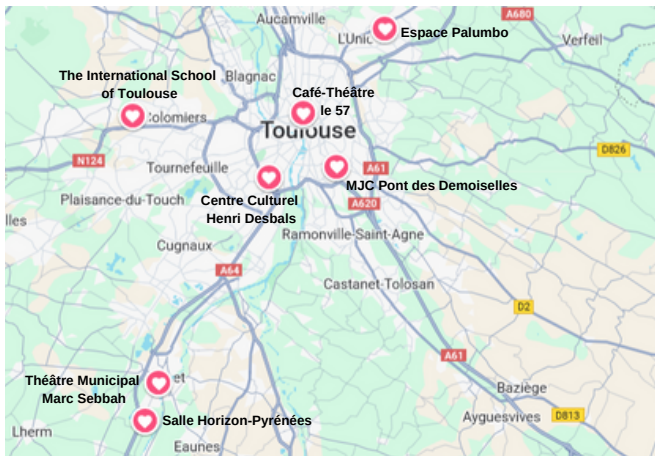 Aucamville
A680
L'Unic
Espace Palumbo
Verfeil
The International School
of Toulouse
Blagnac
Café-Théâtre
le 57
Colomiers
Toulouse
D826
N124
Tournefeuille
A61
MJC Pont des Demoiselles
Plaisance-du-Touch
Centre Culturel
Henri Desbals
A620
lles
Ramonville-Saint-Agne
Cugnaux
A64
Castanet-Tolosan
D2
A61
Théâtre Municipal
Marc Sebbah
et
Baziège
Salle Horizon-Pyrénées
Ayguesvives
D813
Lherm
Eaunes